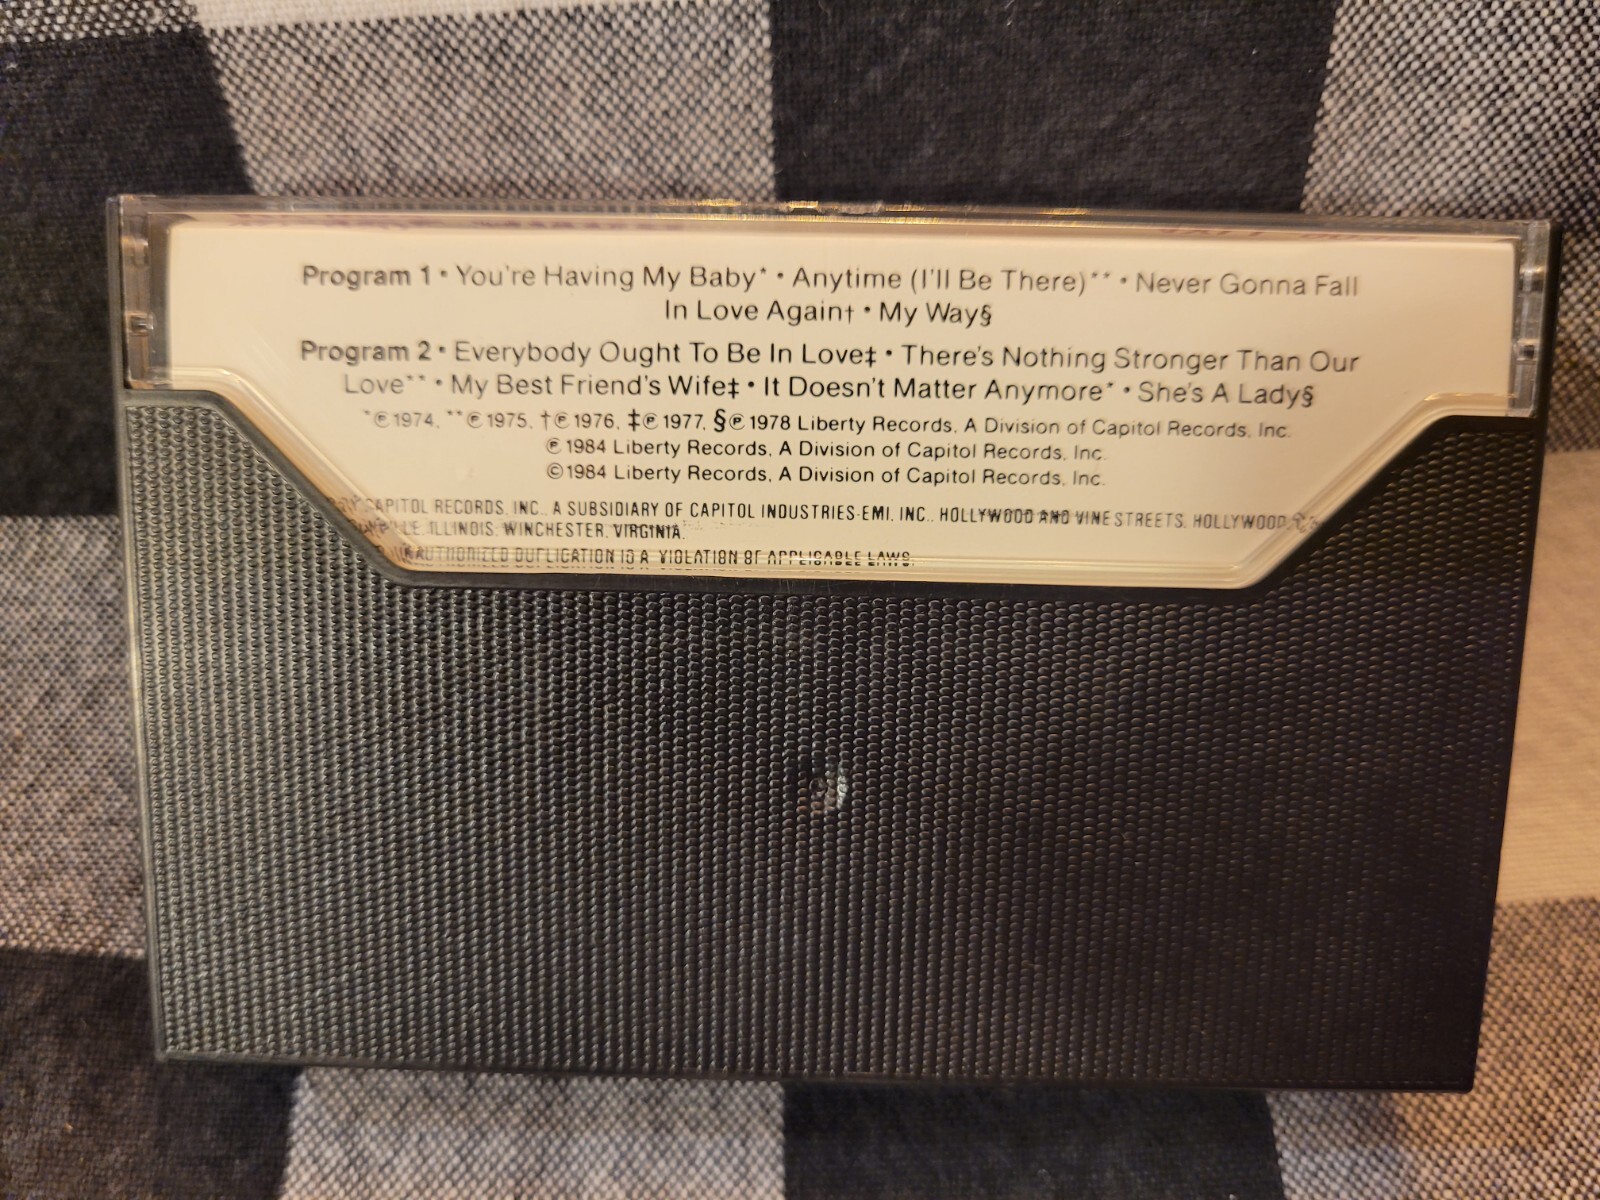 Program 1 • You're Having My Baby* • Anytime (I'll Be There)** • Never Gonna Fall
In Love Again† • My Way§
Program 2 • Everybody Ought To Be In Love‡ • There's Nothing Stronger Than Our
Love** • My Best Friend's Wife‡ • It Doesn't Matter Anymore* • She's A Lady§
*℗ 1974, **℗ 1975, †℗ 1976, ‡℗ 1977, §℗ 1978 Liberty Records, A Division of Capitol Records, Inc.
℗ 1984 Liberty Records, A Division of Capitol Records, Inc.
©1984 Liberty Records, A Division of Capitol Records, Inc.
BY CAPITOL RECORDS, INC., A SUBSIDIARY OF CAPITOL INDUSTRIES-EMI, INC., HOLLYWOOD AND VINE STREETS, HOLLYWOOD,
ILLINOIS, WINCHESTER, VIRGINIA.
UNAUTHORIZED DUPLICATION IS A VIOLATION OF APPLICABLE LAWS.